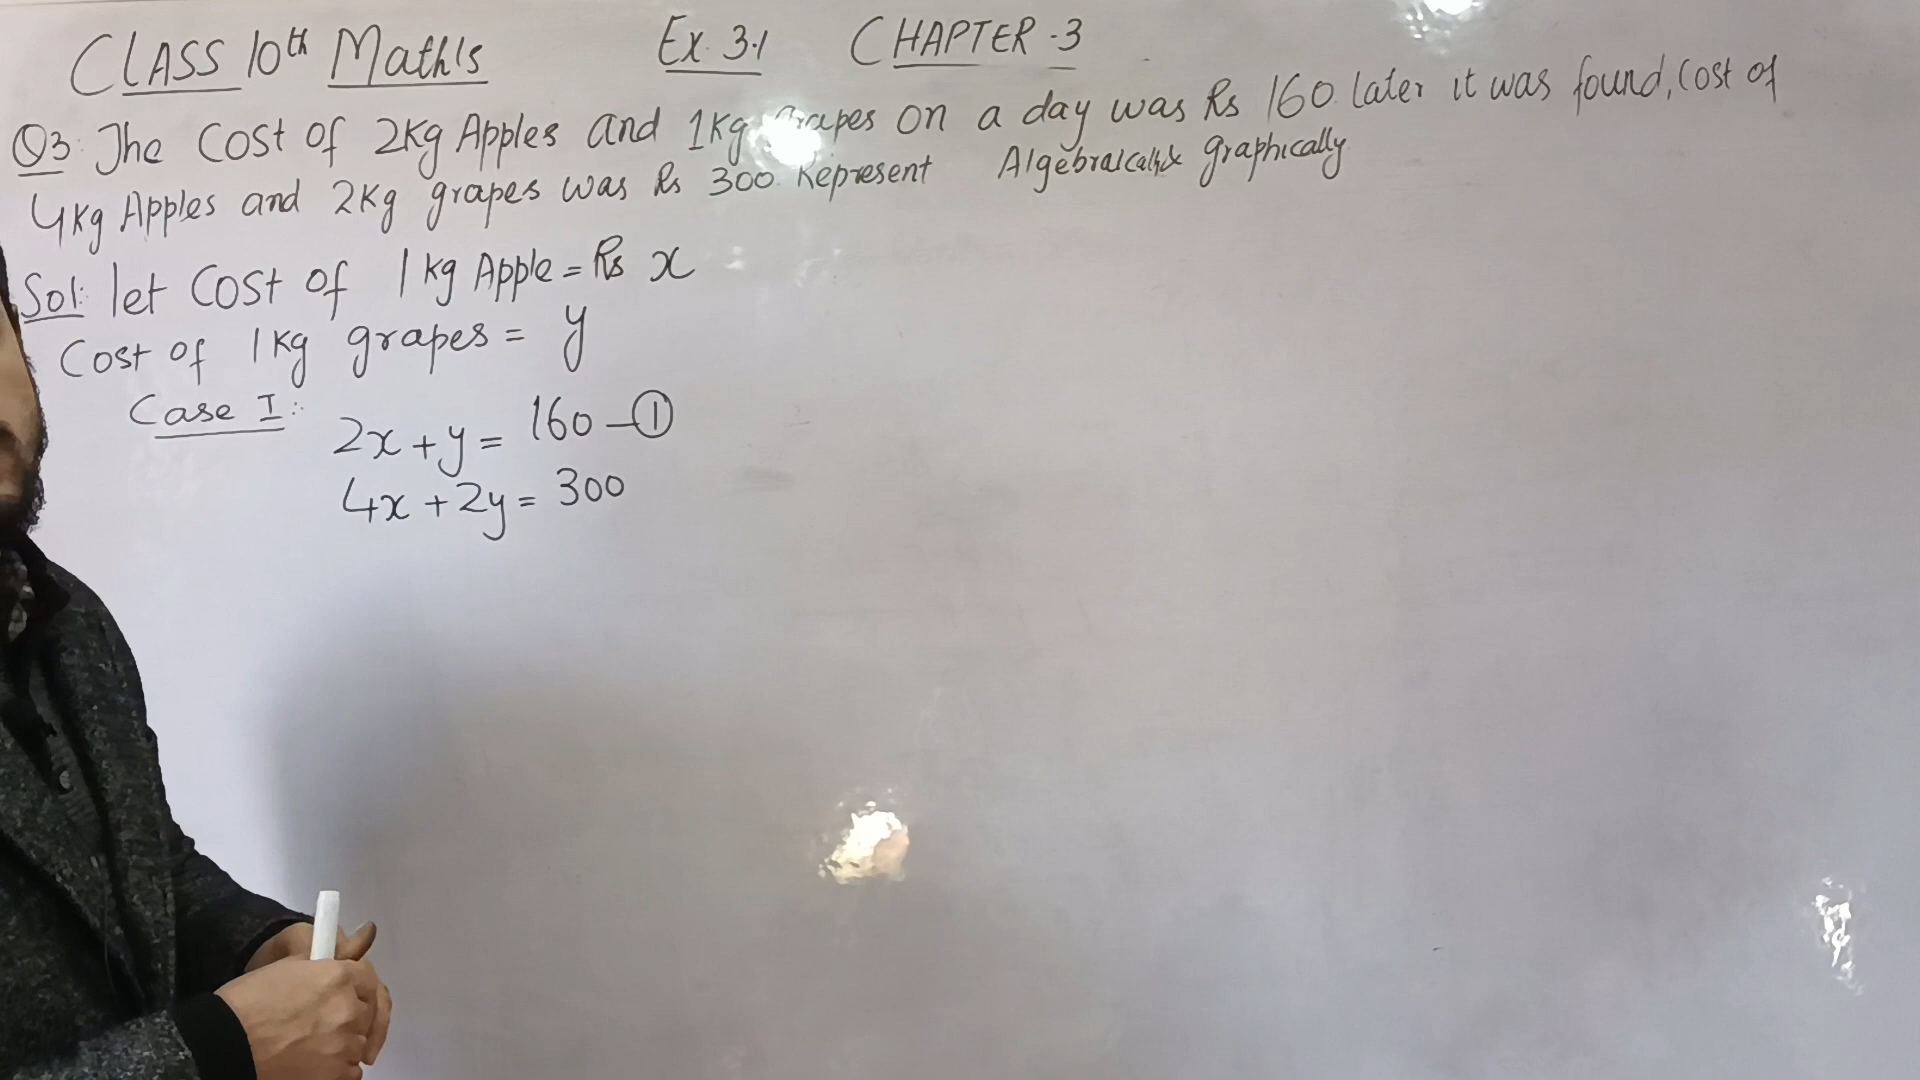 CLASS 10th Math's Ex. 3.1 CHAPTER - 3
Q3: The Cost of 2Kg Apples and 1Kg Grapes on a day was Rs 160. later it was found, Cost of
4Kg Apples and 2Kg grapes was Rs 300. Represent Algebraically & graphically
Sol: let Cost of 1 kg Apple = Rs x
Cost of 1 Kg grapes = y
Case I:
2x + y = 160 — ①
4x + 2y = 300